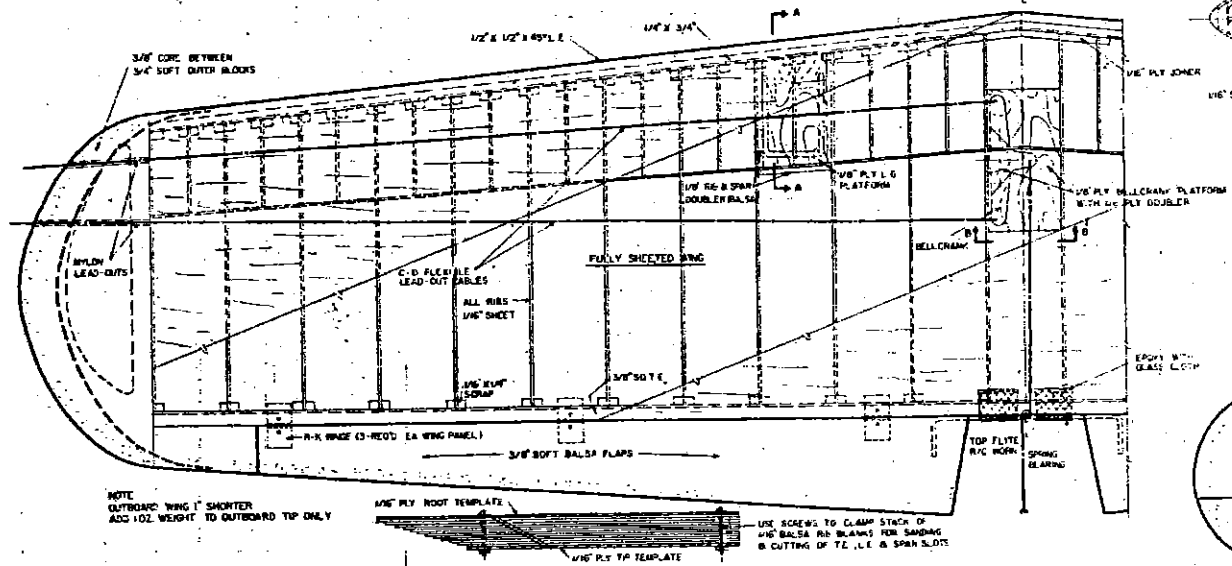 3/8" CORE BETWEEN
3/4" SOFT OUTER BLOCKS
1/2" X 1/2" X 45" L.E.
1/4" X 3/4"
A
1/16" PLY JOINER
1/16"
1/8" RIB & SPAR
DOUBLER BALSA
A
1/8" PLY L G
PLATFORM
1/8" PLY BELLCRANK PLATFORM
WITH PLY DOUBLER
B
B
BELLCRANK
NYLON
LEAD-OUTS
C-D FLEXIBLE
LEAD-OUT CABLES
FULLY SHEETED WING
ALL RIBS
1/16" SHEET
1/16" X 1/4"
SCRAP
3/8" SQ T.E.
EPOXY WITH
GLASS CLOTH
R-K HINGE (3-REQ'D EA WING PANEL)
3/8" SOFT BALSA FLAPS
TOP FLITE
R/C HORN
SPRING
BEARING
NOTE
OUTBOARD WING 1" SHORTER
ADD 1 OZ. WEIGHT TO OUTBOARD TIP ONLY
1/16" PLY ROOT TEMPLATE
1/16" PLY TIP TEMPLATE
USE SCREWS TO CLAMP STACK OF
1/16" BALSA RIB BLANKS FOR SANDING
& CUTTING OF T.E., L.E. & SPAR SLOTS